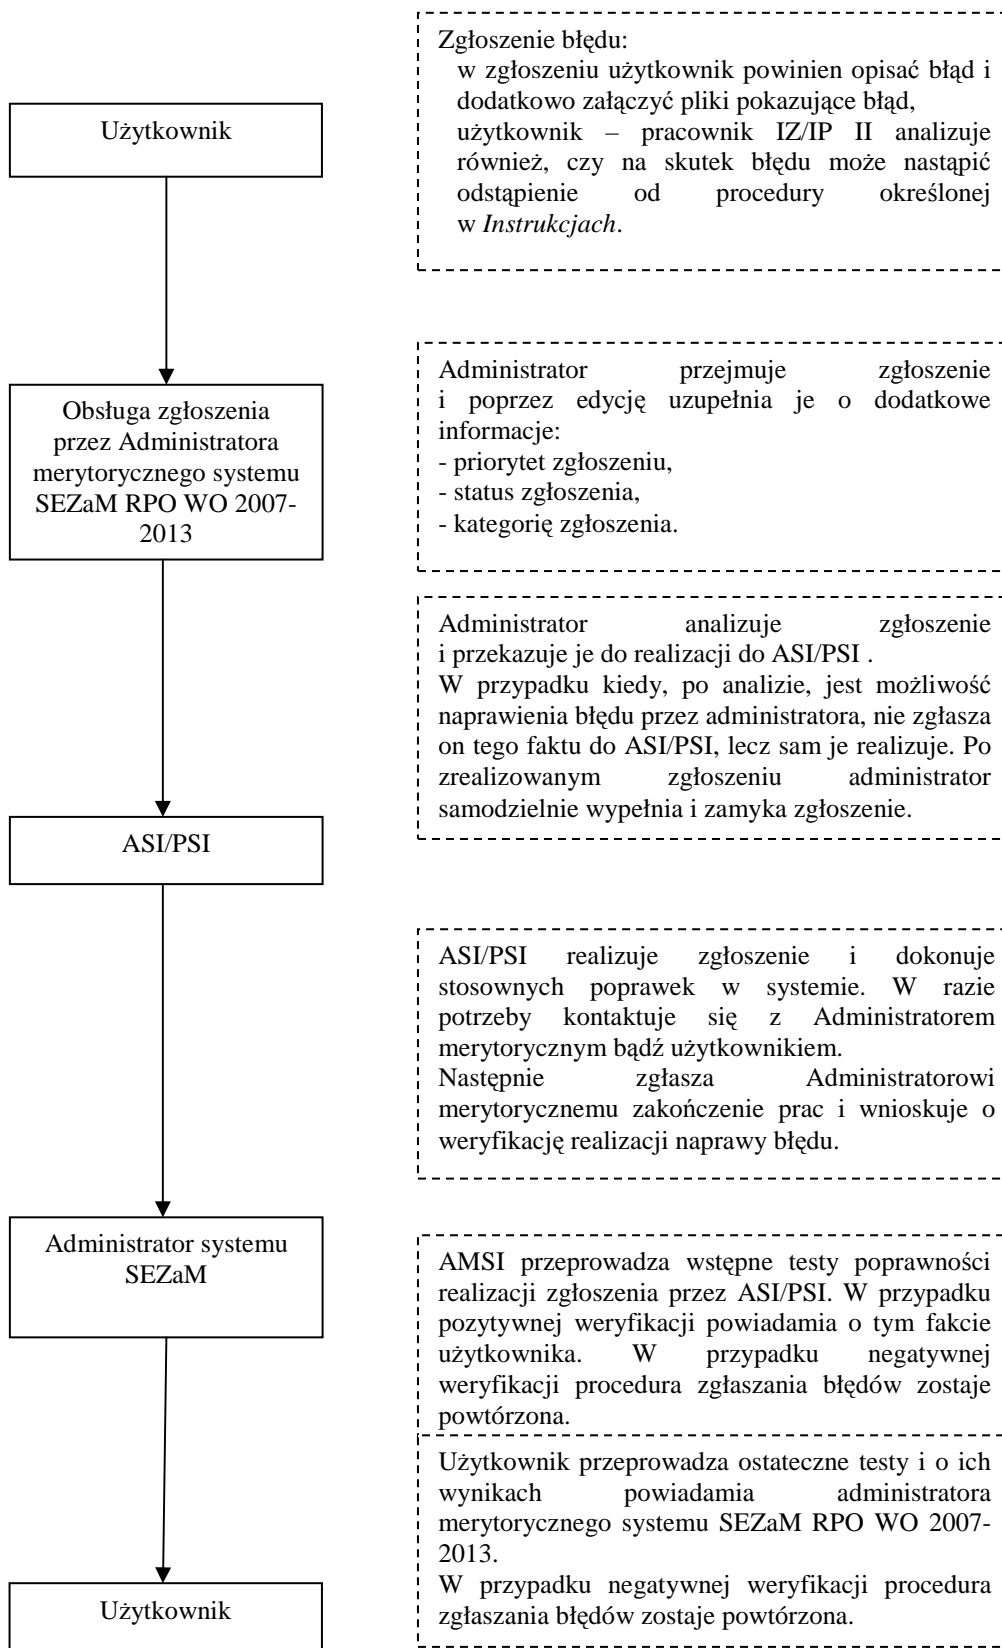 Zgłoszenie błędu:
w zgłoszeniu użytkownik powinien opisać błąd i
dodatkowo załączyć pliki pokazujące błąd,
użytkownik – pracownik IZ/IP II analizuje
również, czy na skutek błędu może nastąpić
odstąpienie od procedury określonej
w Instrukcjach.
Użytkownik
Administrator przejmuje zgłoszenie
i poprzez edycję uzupełnia je o dodatkowe
informacje:
- priorytet zgłoszeniu,
- status zgłoszenia,
- kategorię zgłoszenia.
Obsługa zgłoszenia
przez Administratora
merytorycznego systemu
SEZaM RPO WO 2007-
2013
Administrator analizuje zgłoszenie
i przekazuje je do realizacji do ASI/PSI .
W przypadku kiedy, po analizie, jest możliwość
naprawienia błędu przez administratora, nie zgłasza
on tego faktu do ASI/PSI, lecz sam je realizuje. Po
zrealizowanym zgłoszeniu administrator
samodzielnie wypełnia i zamyka zgłoszenie.
ASI/PSI
ASI/PSI realizuje zgłoszenie i dokonuje
stosownych poprawek w systemie. W razie
potrzeby kontaktuje się z Administratorem
merytorycznym bądź użytkownikiem.
Następnie zgłasza Administratorowi
merytorycznemu zakończenie prac i wnioskuje o
weryfikację realizacji naprawy błędu.
Administrator systemu
SEZaM
AMSI przeprowadza wstępne testy poprawności
realizacji zgłoszenia przez ASI/PSI. W przypadku
pozytywnej weryfikacji powiadamia o tym fakcie
użytkownika. W przypadku negatywnej
weryfikacji procedura zgłaszania błędów zostaje
powtórzona.
Użytkownik przeprowadza ostateczne testy i o ich
wynikach powiadamia administratora
merytorycznego systemu SEZaM RPO WO 2007-
2013.
W przypadku negatywnej weryfikacji procedura
zgłaszania błędów zostaje powtórzona.
Użytkownik